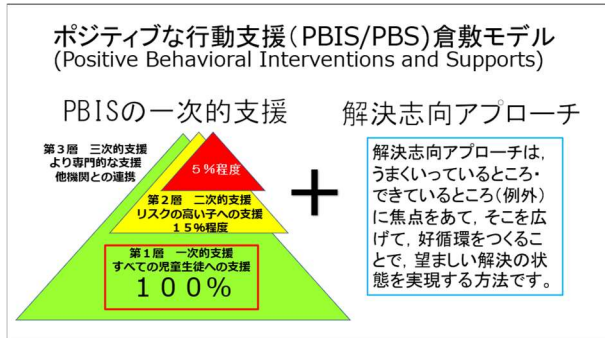 ポジティブな行動支援(PBIS/PBS)倉敷モデル
(Positive Behavioral Interventions and Supports)
PBISの一次的支援
第3層 三次的支援
より専門的な支援
他機関との連携
5%程度
第2層 二次的支援
リスクの高い子への支援
15%程度
第1層 一次的支援
すべての児童生徒への支援
100%
+
解決志向アプローチ
解決志向アプローチは,
うまくいっているところ・
できているところ(例外)
に焦点をあて, そこを広
げて, 好循環をつくるこ
とで, 望ましい解決の状
態を実現する方法です。